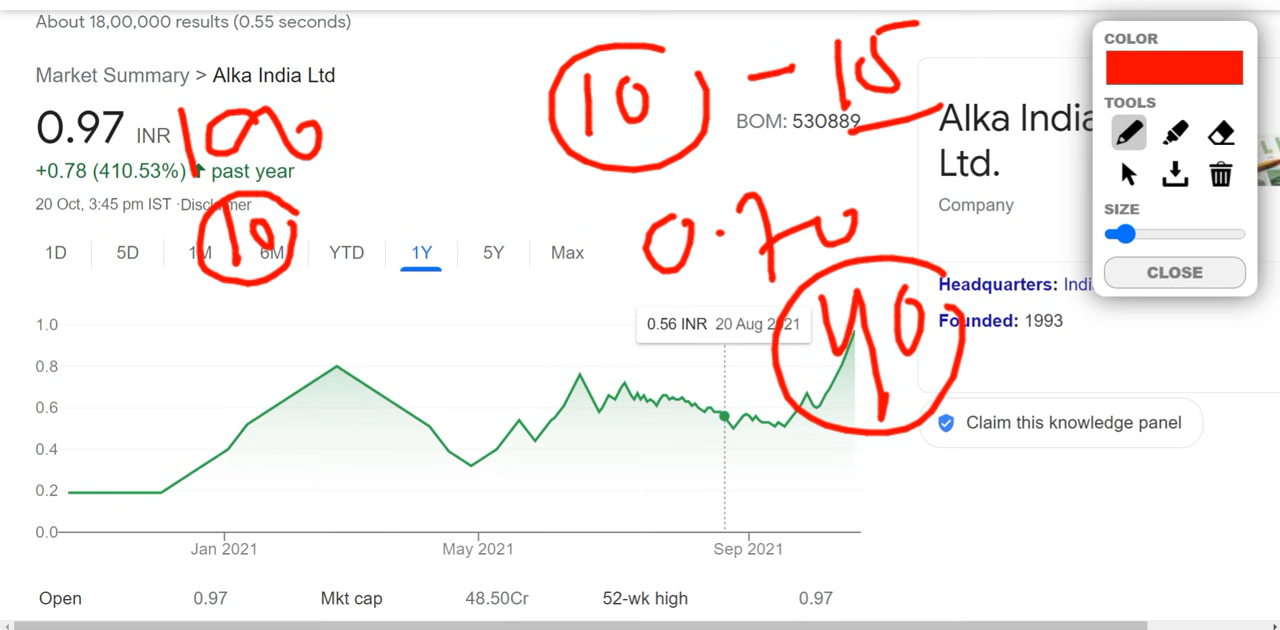 About 18,00,000 results (0.55 seconds)
Market Summary > Alka India Ltd
0.97 INR
100
+0.78 (410.53%) ↑ past year
20 Oct, 3:45 pm IST ·Disclaimer
10
10 - 15
BOM: 530889
0.70
40
1D 5D 1M 6M YTD 1Y 5Y Max
0.56 INR 20 Aug 2021
1.0
0.8
0.6
0.4
0.2
0.0
Jan 2021 May 2021 Sep 2021
Open 0.97 Mkt cap 48.50Cr 52-wk high 0.97
Alka India
Ltd.
Company
Headquarters: Indi
Founded: 1993
Claim this knowledge panel
COLOR
TOOLS
SIZE
CLOSE